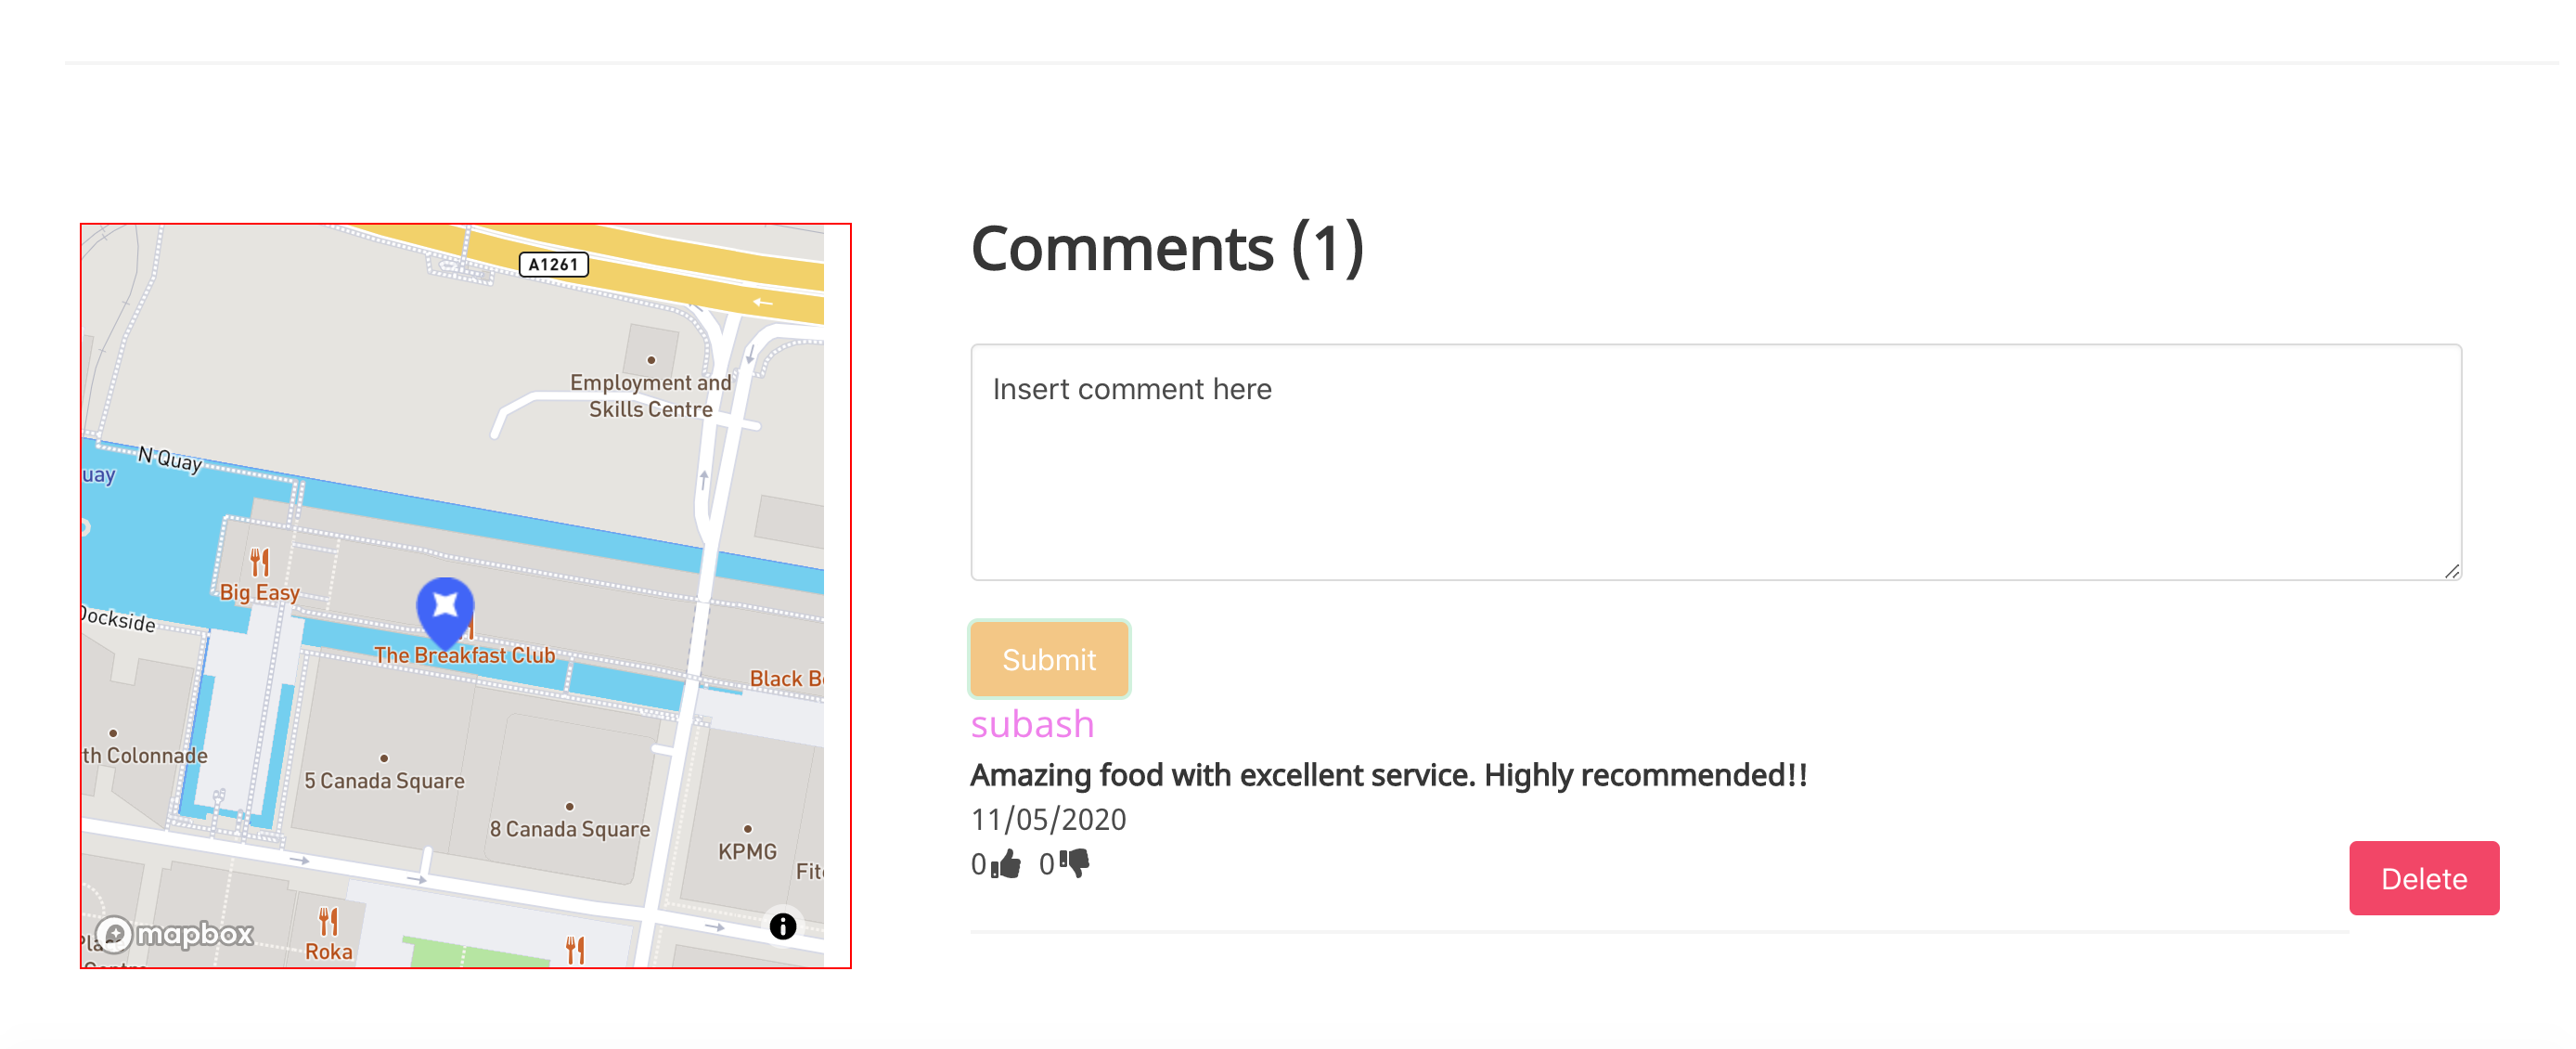 A1261
Employment and
Skills Centre
N Quay
uay
Big Easy
Dockside
The Breakfast Club
Black B
th Colonnade
5 Canada Square
8 Canada Square
KPMG
Fit
mapbox
Roka
Comments (1)
Insert comment here
Submit
subash
Amazing food with excellent service. Highly recommended!!
11/05/2020
0 0
Delete